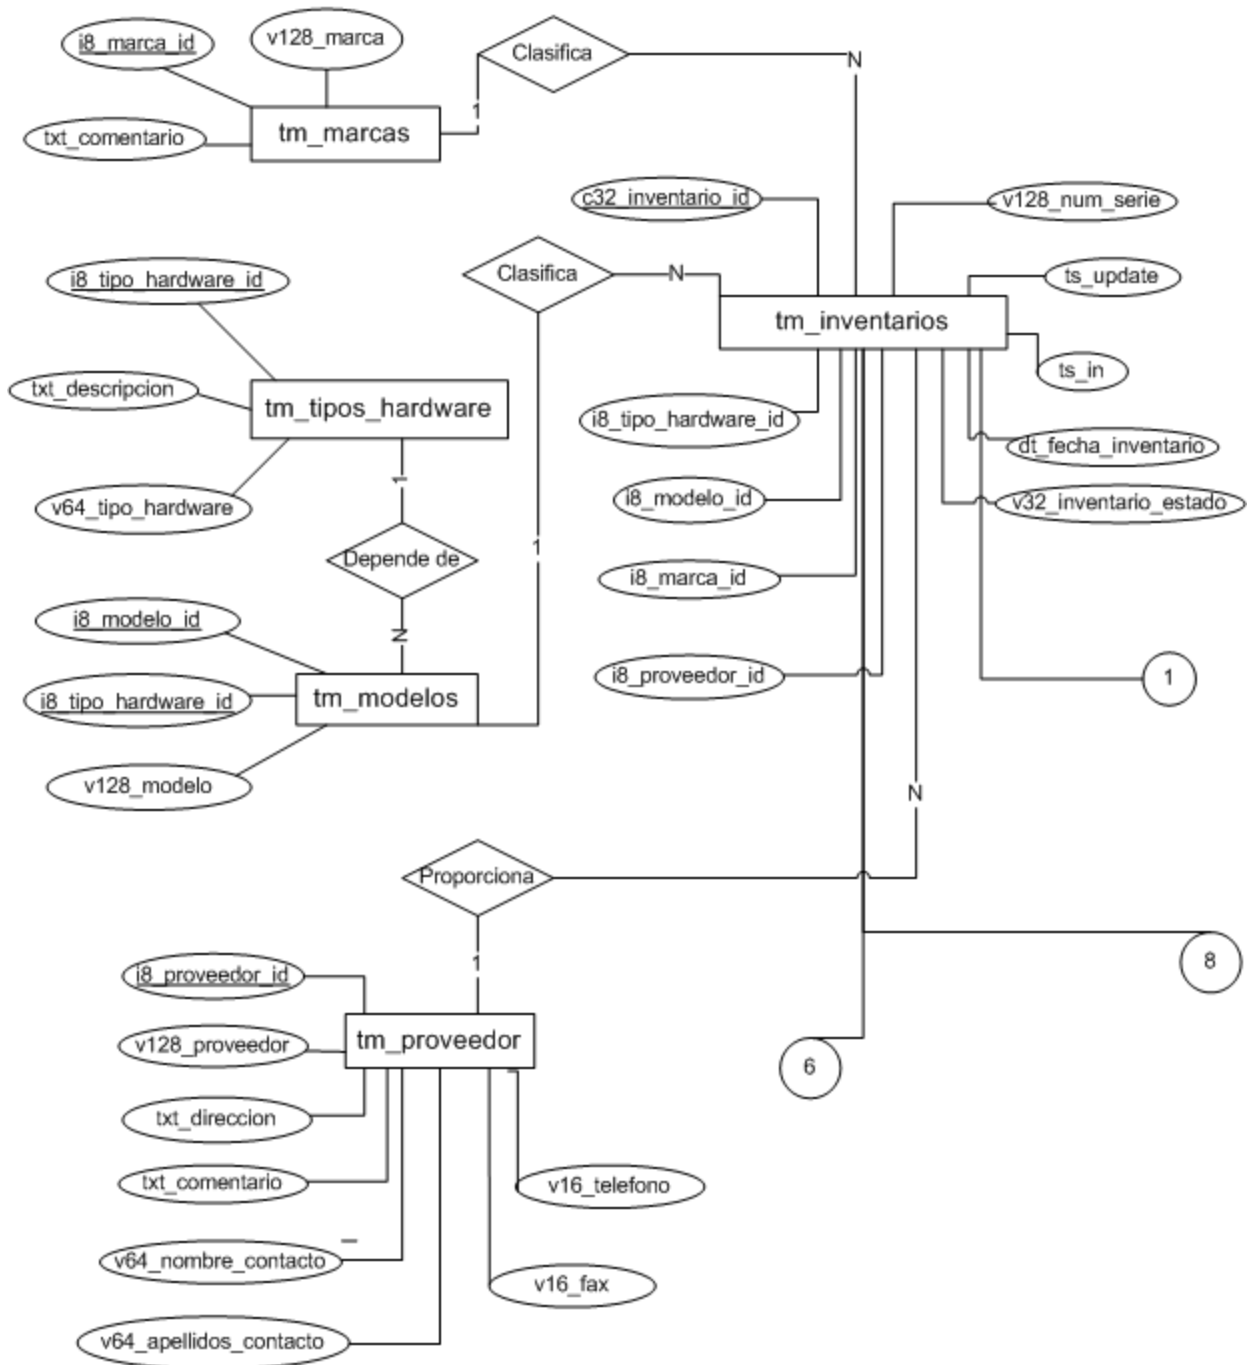 i8_marca_id
v128_marca
Clasifica
N
1
txt_comentario
tm_marcas
c32_inventario_id
v128_num_serie
i8_tipo_hardware_id
Clasifica
N
ts_update
tm_inventarios
ts_in
txt_descripcion
tm_tipos_hardware
i8_tipo_hardware_id
dt_fecha_inventario
1
v64_tipo_hardware
i8_modelo_id
v32_inventario_estado
1
Depende de
i8_marca_id
i8_modelo_id
N
i8_proveedor_id
1
i8_tipo_hardware_id
tm_modelos
v128_modelo
N
Proporciona
1
8
i8_proveedor_id
v128_proveedor
tm_proveedor
6
txt_direccion
txt_comentario
v16_telefono
v64_nombre_contacto
v16_fax
v64_apellidos_contacto